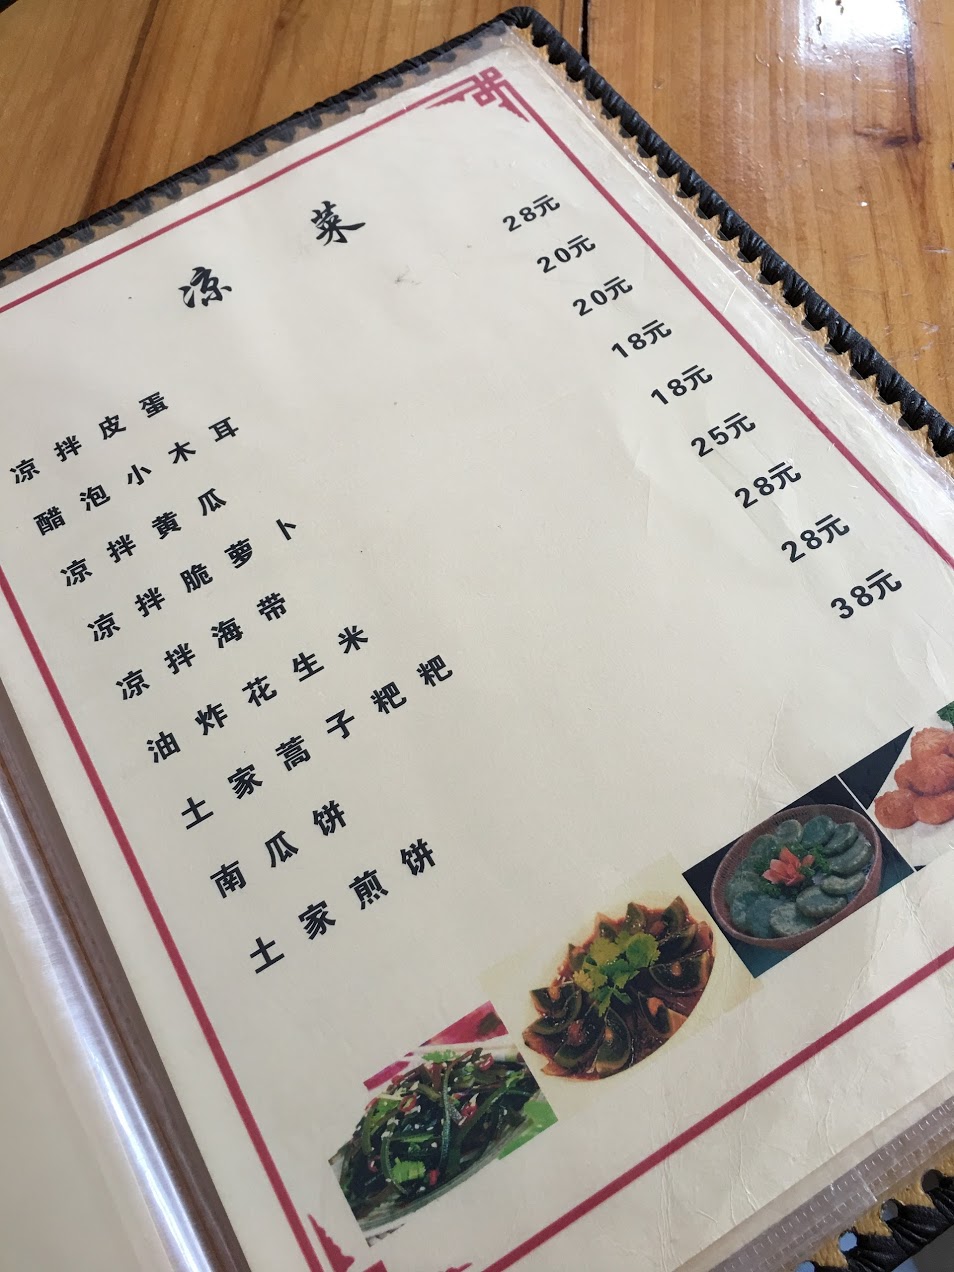 凉菜
凉拌皮蛋 28元
醋泡小木耳 20元
凉拌黄瓜 20元
凉拌脆萝卜 18元
凉拌海带 18元
油炸花生米 25元
土家蒿子粑粑 28元
南瓜饼 28元
土家煎饼 38元